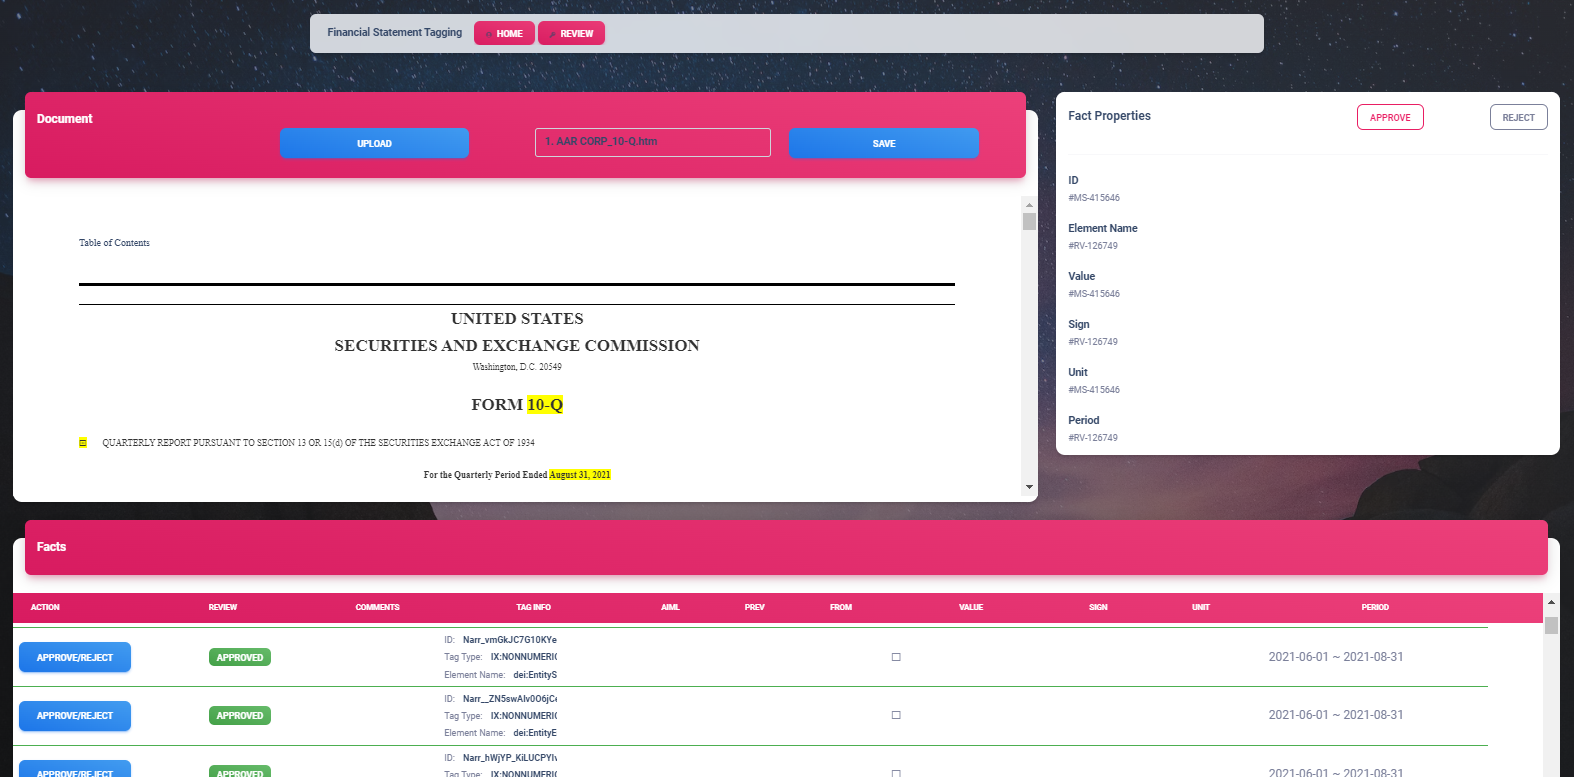 Financial Statement Tagging HOME REVIEW
Document
UPLOAD 1. AAR CORP_10-Q.htm SAVE
Table of Contents
UNITED STATES
SECURITIES AND EXCHANGE COMMISSION
Washington, D.C. 20549
FORM 10-Q
☒ QUARTERLY REPORT PURSUANT TO SECTION 13 OR 15(d) OF THE SECURITIES EXCHANGE ACT OF 1934
For the Quarterly Period Ended August 31, 2021
Fact Properties APPROVE REJECT
ID
#MS-415646
Element Name
#RV-126749
Value
#MS-415646
Sign
#RV-126749
Unit
#MS-415646
Period
#RV-126749
Facts
ACTION REVIEW COMMENTS TAG INFO AIML PREV FROM VALUE SIGN UNIT PERIOD
ID: Narr_vmGkJC7G10KYe
APPROVE/REJECT APPROVED Tag Type: IX:NONNUMERIC ☐ 2021-06-01 ~ 2021-08-31
Element Name: dei:EntityS
ID: Narr__ZN5swAlv0O6jCe
APPROVE/REJECT APPROVED Tag Type: IX:NONNUMERIC ☐ 2021-06-01 ~ 2021-08-31
Element Name: dei:EntityE
ID: Narr_hWjYP_KiLUCPYlv
APPROVE/REJECT APPROVED Tag Type: IX:NONNUMERIC ☐ 2021-06-01 ~ 2021-08-31